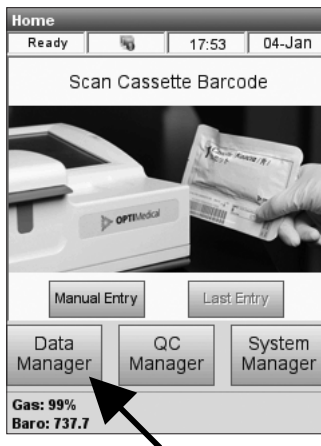 Home
Ready 17:53 04-Jan
Scan Cassette Barcode
OPTIMedical
Manual Entry Last Entry
Data Manager QC Manager System Manager
Gas: 99%
Baro: 737.7